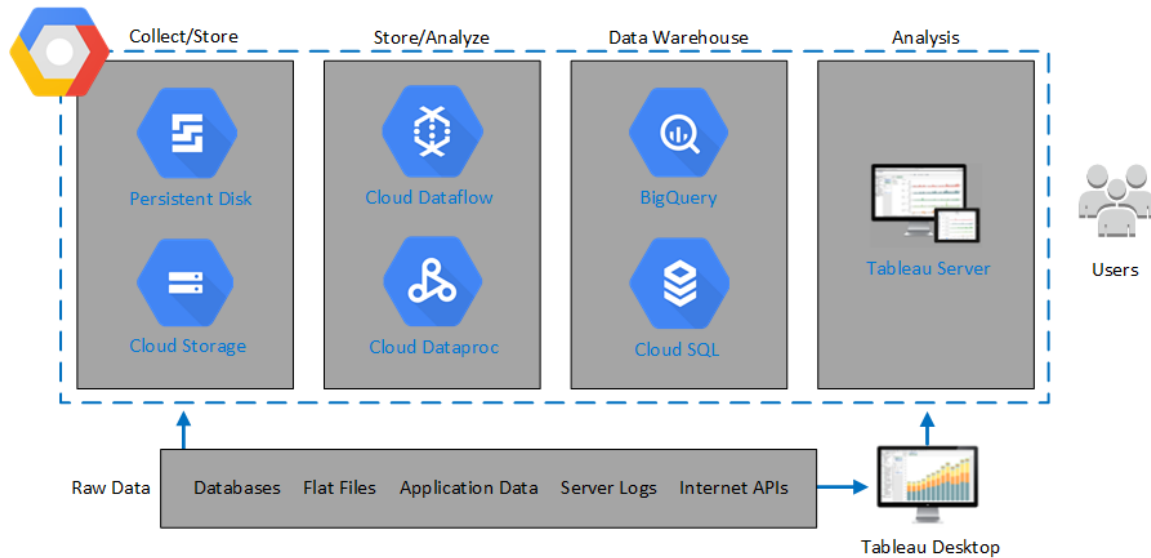 Collect/Store
Store/Analyze
Data Warehouse
Analysis
Persistent Disk
Cloud Dataflow
BigQuery
Tableau Server
Cloud Storage
Cloud Dataproc
Cloud SQL
Users
Raw Data
Databases
Flat Files
Application Data
Server Logs
Internet APIs
Tableau Desktop